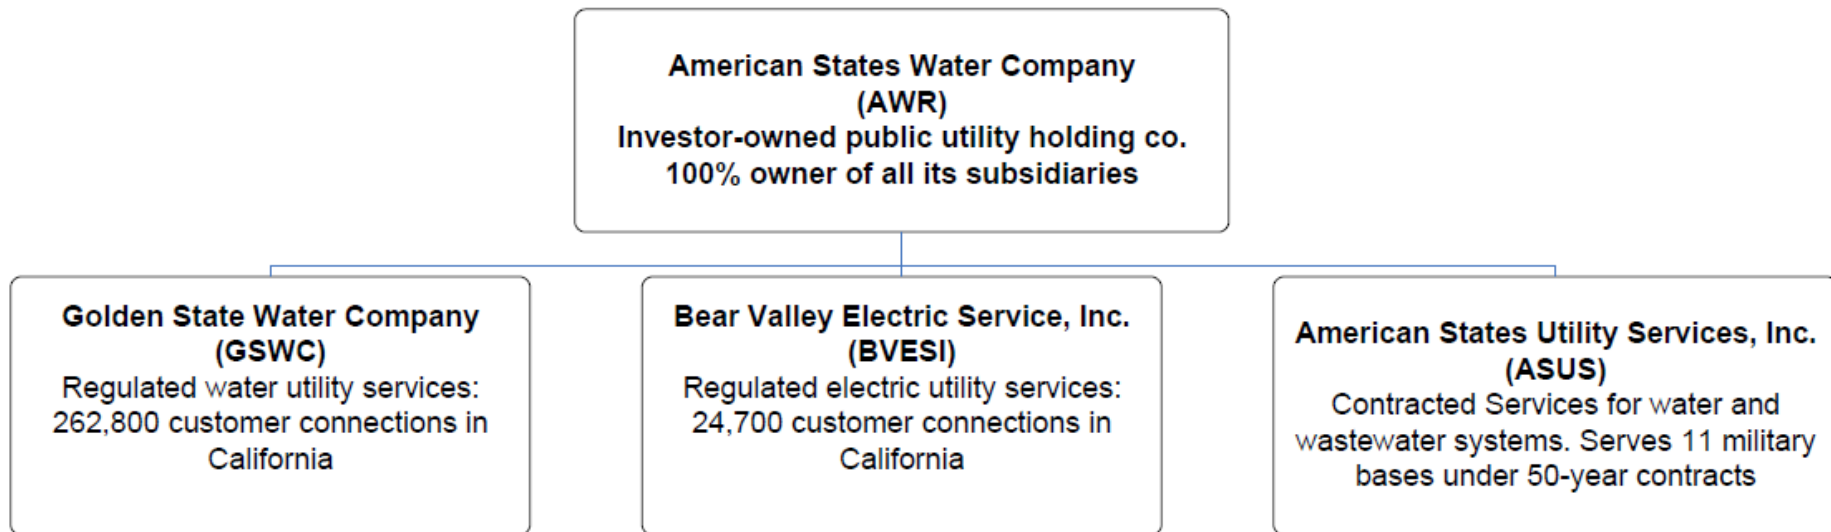 American States Water Company
(AWR)
Investor-owned public utility holding co.
100% owner of all its subsidiaries
Golden State Water Company
(GSWC)
Regulated water utility services:
262,800 customer connections in
California
Bear Valley Electric Service, Inc.
(BVESI)
Regulated electric utility services:
24,700 customer connections in
California
American States Utility Services, Inc.
(ASUS)
Contracted Services for water and
wastewater systems. Serves 11 military
bases under 50-year contracts